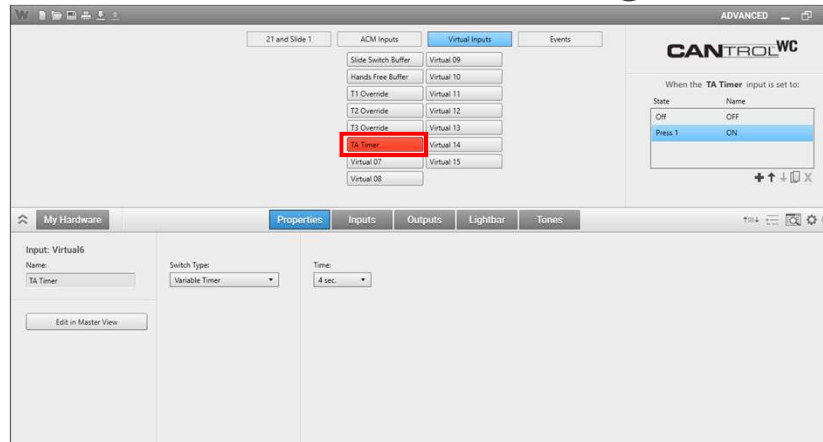 W
ADVANCED
21 and Slide 1
ACM Inputs
Virtual Inputs
Events
Slide Switch Buffer
Virtual 09
Hands Free Buffer
Virtual 10
T1 Override
Virtual 11
T2 Override
Virtual 12
T3 Override
Virtual 13
TA Timer
Virtual 14
Virtual 07
Virtual 15
Virtual 08
CANTROL WC
When the TA Timer input is set to:
State Name
Off OFF
Press 1 ON
My Hardware
Properties
Inputs
Outputs
Lightbar
Tones
Input: Virtual6
Name:
TA Timer
Edit in Master View
Switch Type:
Variable Timer
Time:
4 sec.